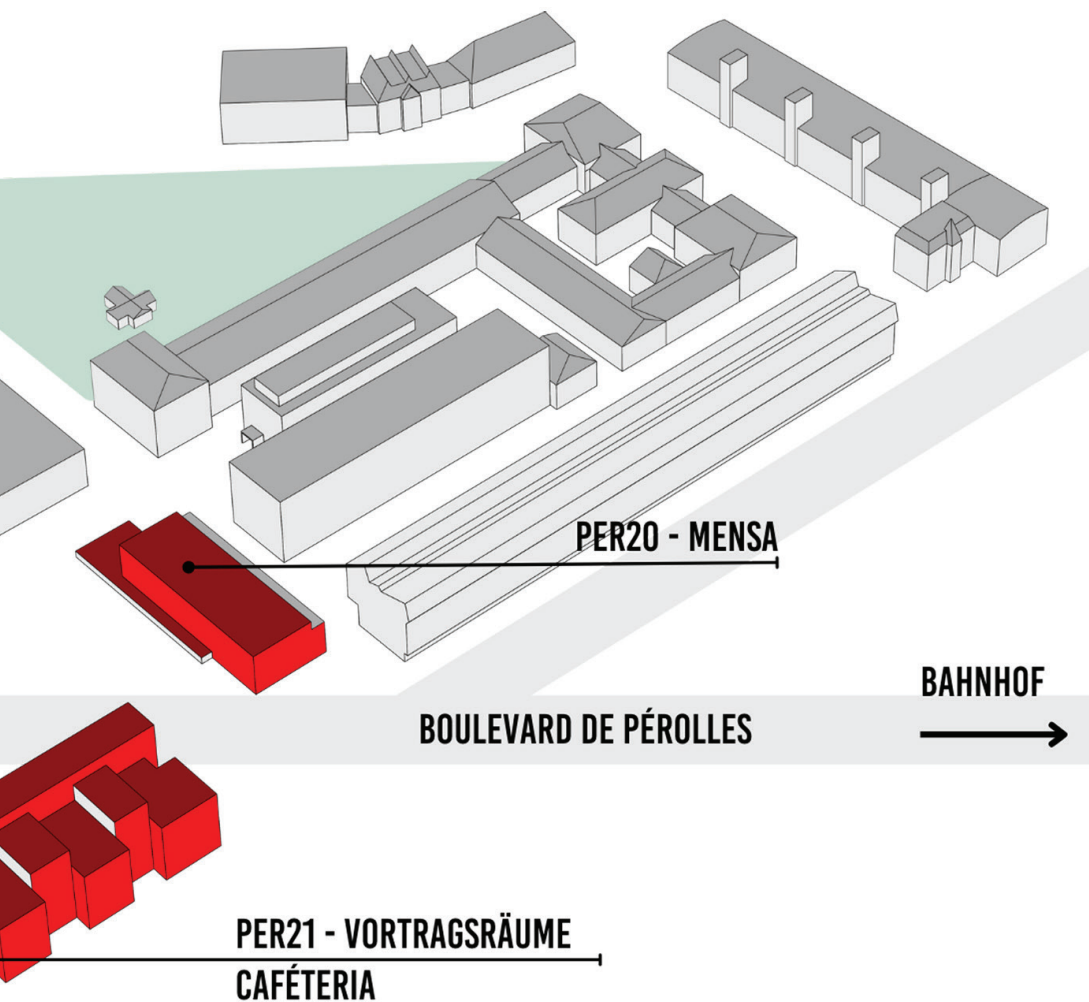 PER20 - MENSA
BAHNHOF
BOULEVARD DE PÉROLLES
PER21 - VORTRAGSRÄUME
CAFÉTERIA